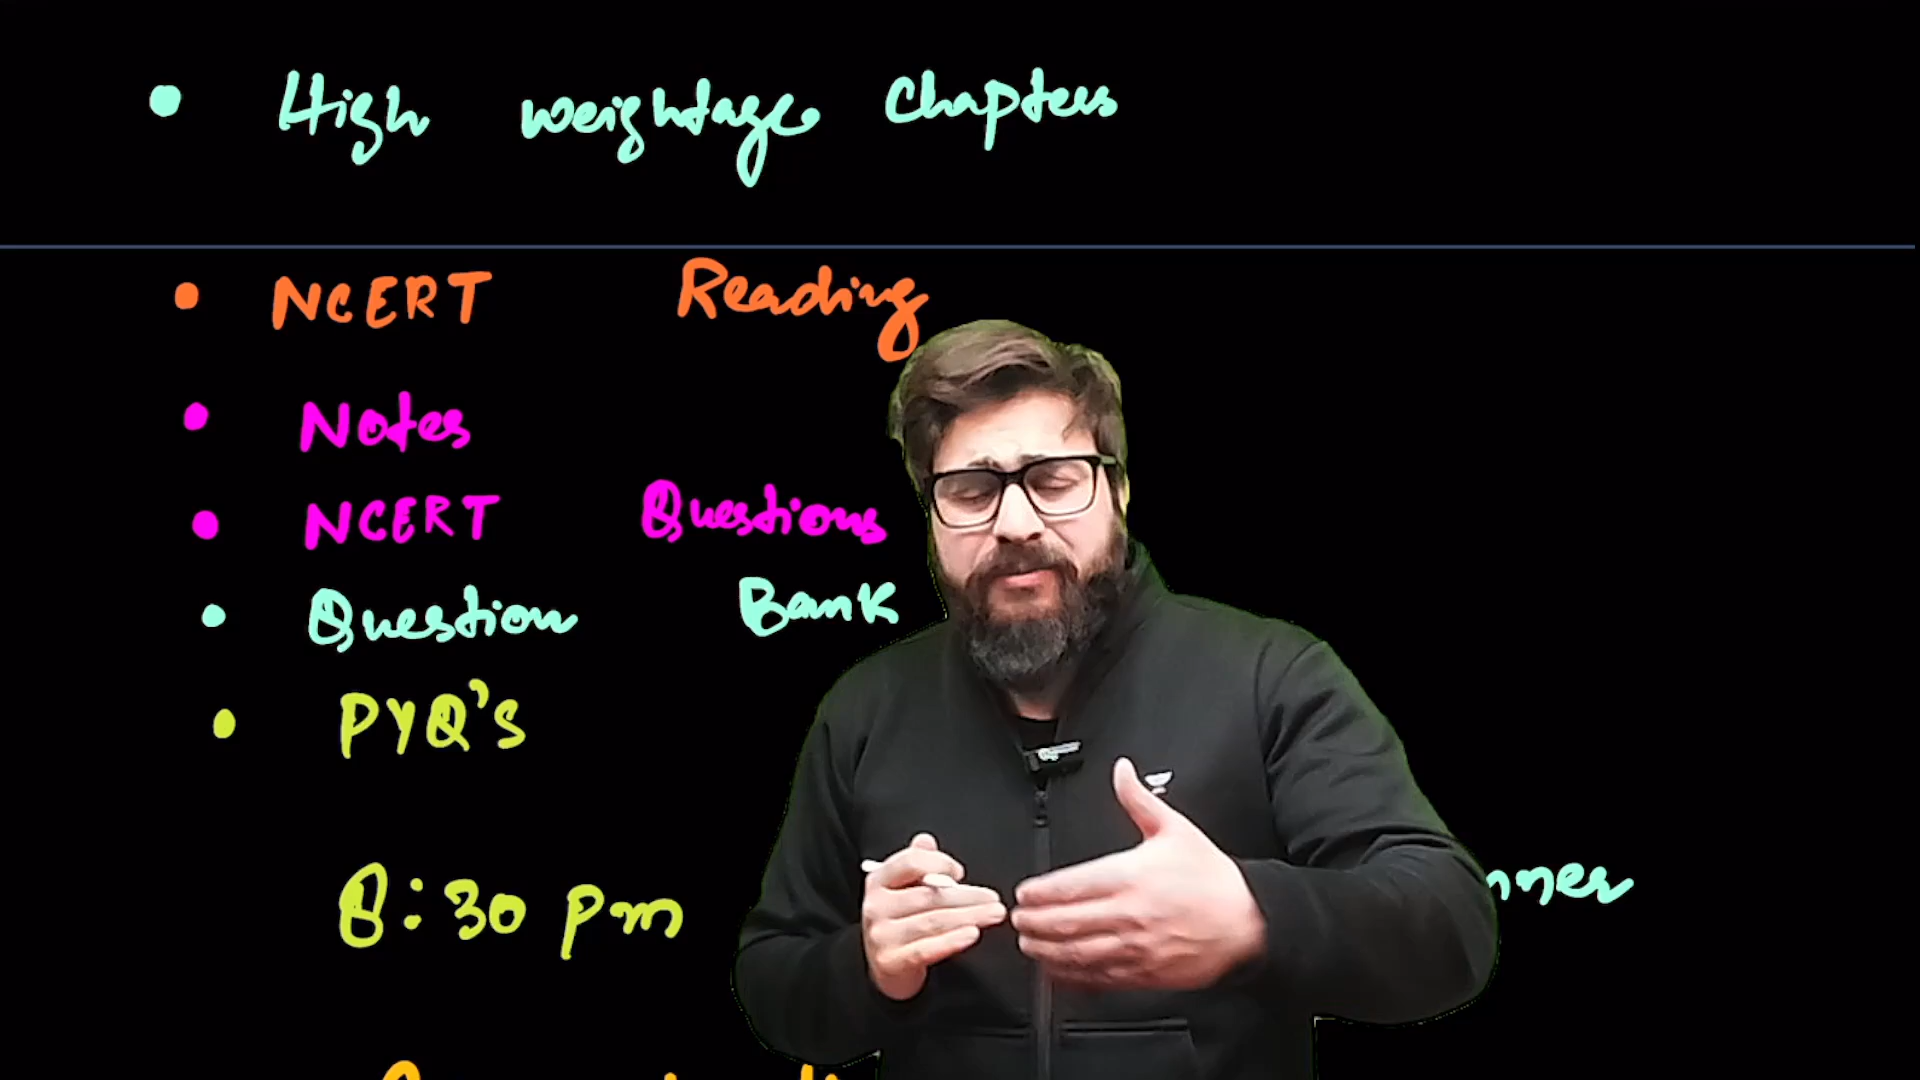 • High weightage Chapters
• NCERT Reading
• Notes
• NCERT Questions
• Question Bank
• PYQ's
8:30 pm